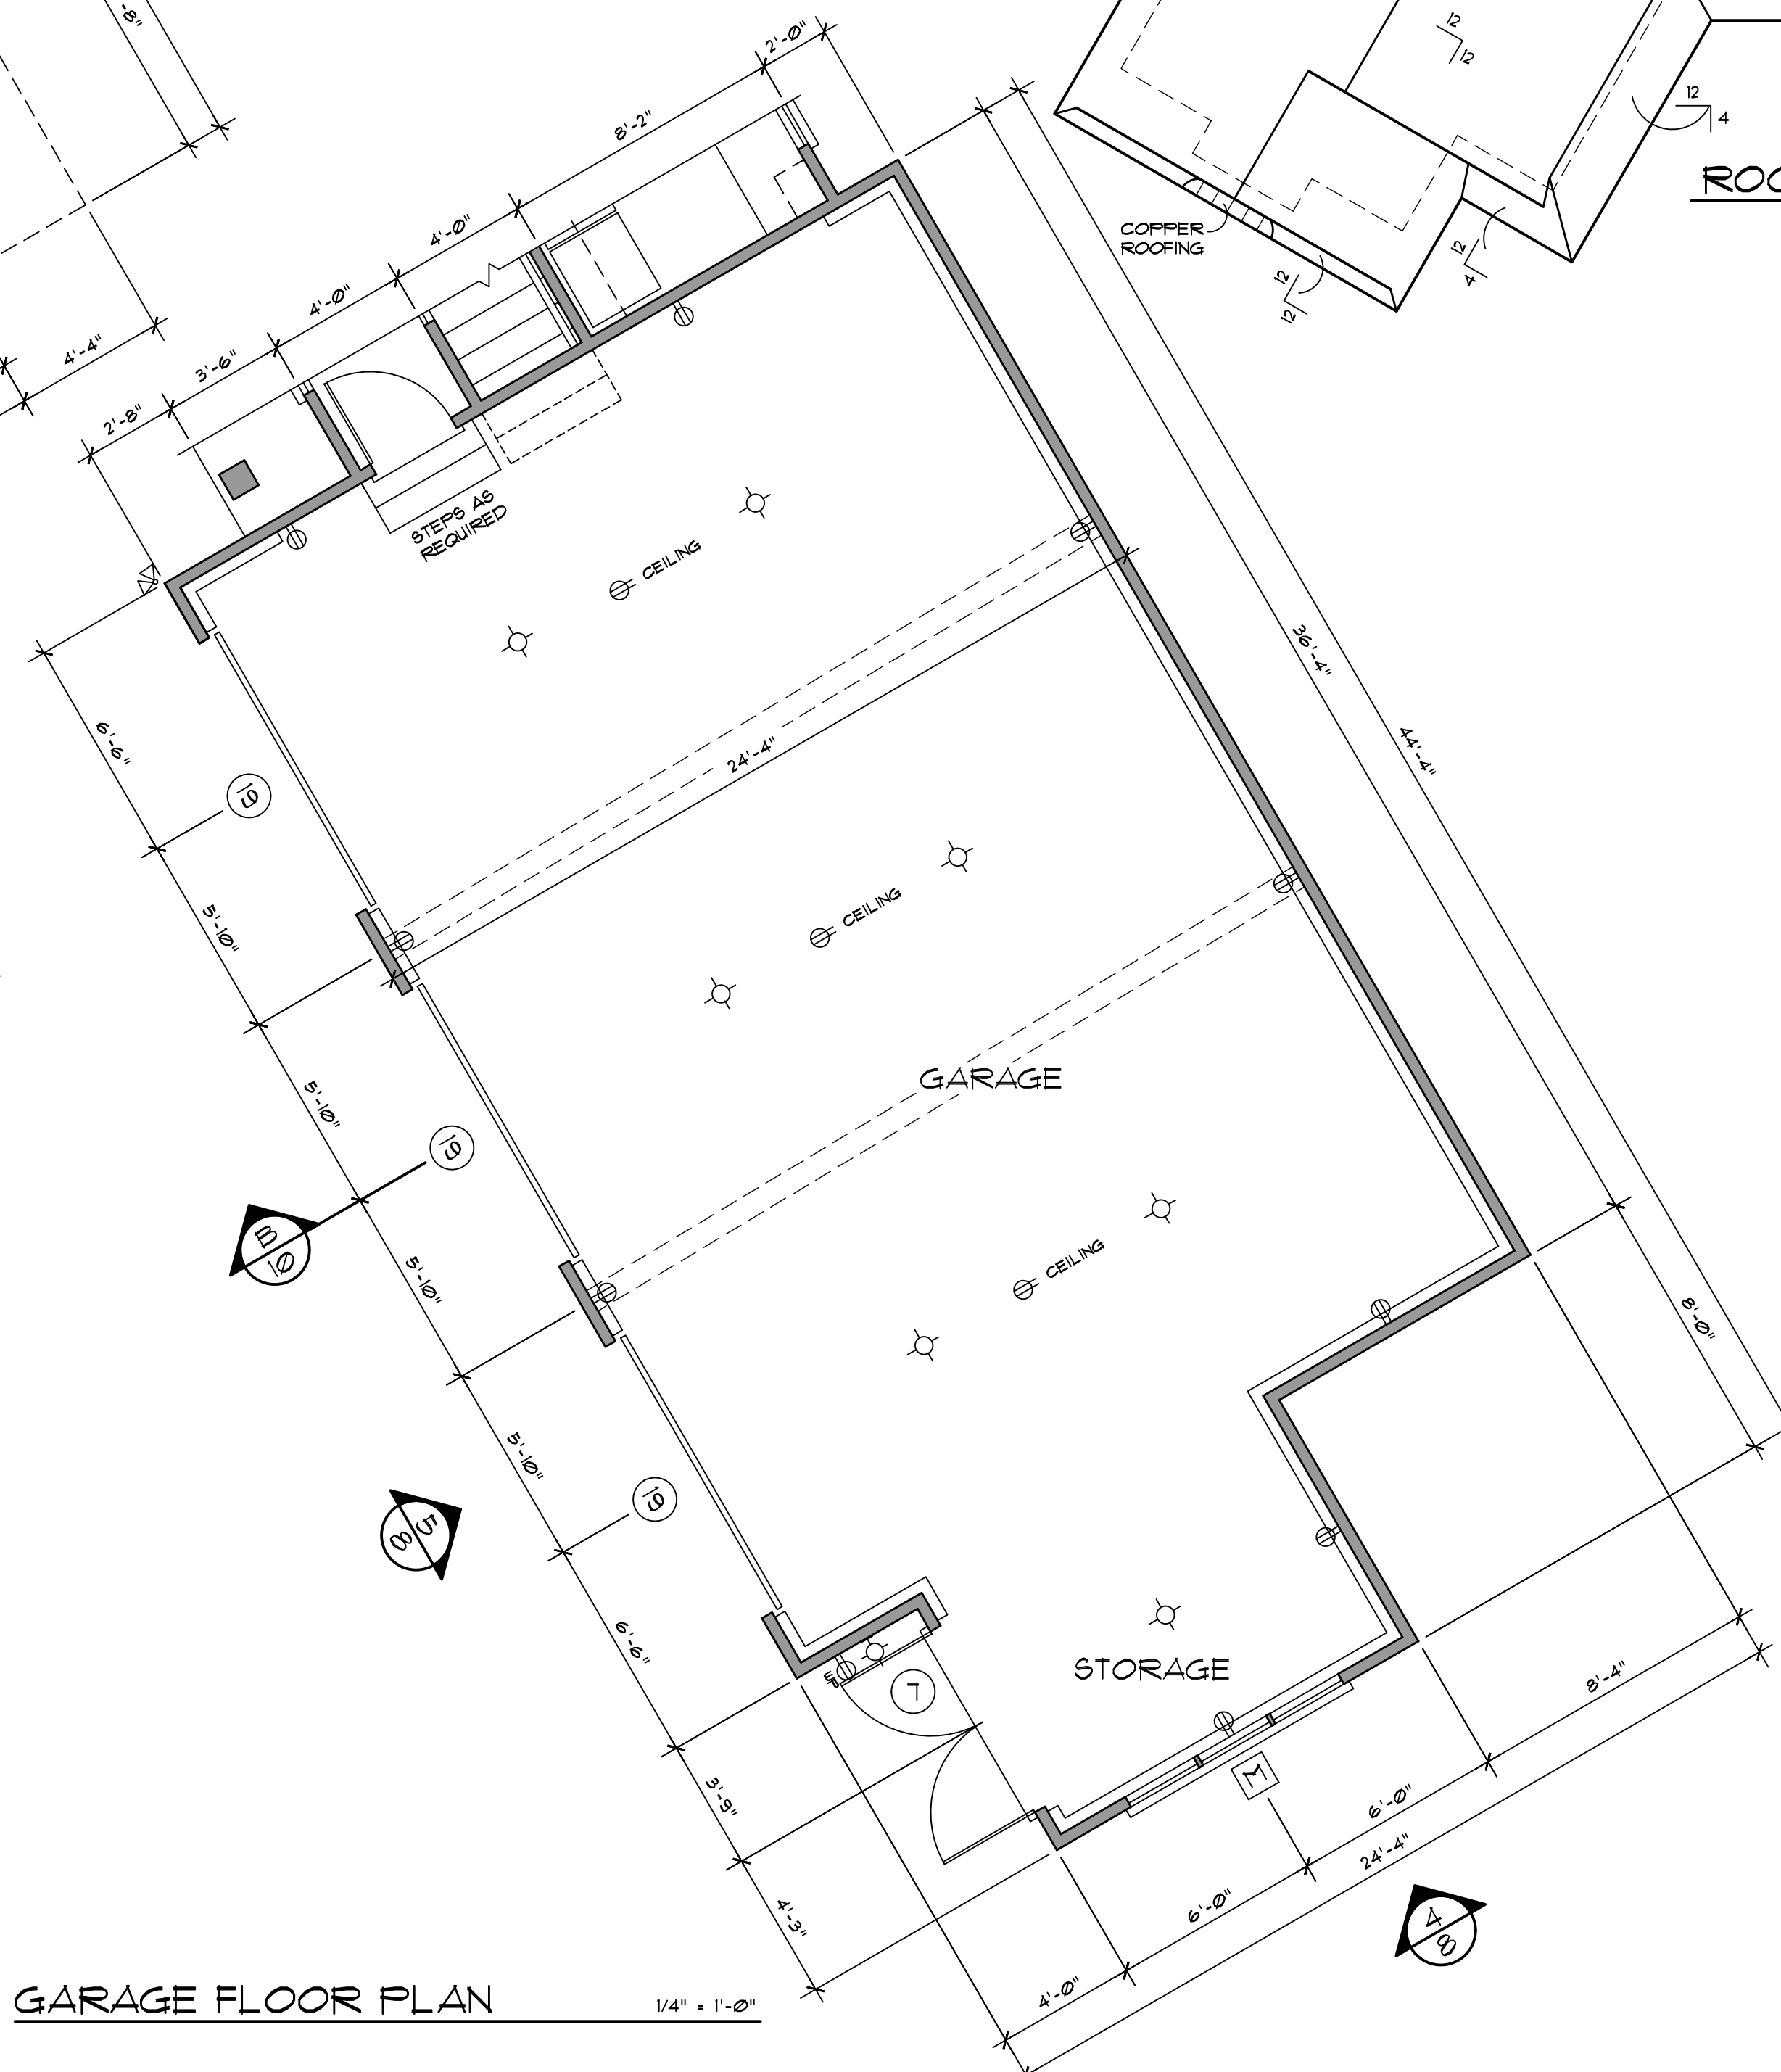 -8"
4'-4"
2'-8"
3'-6"
4'-0"
4'-0"
8'-2"
2'-0"
12
12
12
4
ROO
COPPER
ROOFING
12
12
12
4
STEPS AS
REQUIRED
CEILING
36'-4"
44'-4"
24'-4"
6'-6"
19
5'-10"
CEILING
GARAGE
5'-10"
19
B
10
5'-10"
CEILING
8'-0"
5'-10"
19
5
8
6'-6"
STORAGE
L
8'-4"
3'-9"
M
6'-0"
24'-4"
4'-3"
6'-0"
4
8
4'-0"
GARAGE FLOOR PLAN
1/4" = 1'-0"